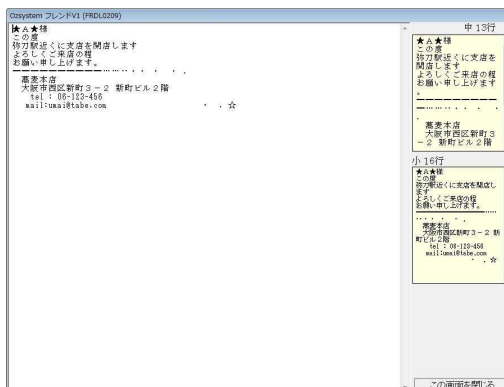 Ozsystem フレンドV1 (FRDL0209)
★A★様
この度
弥刀駅近くに支店を開店します
よろしくご来店の程
お願い申し上げます。
━━━━━━━━━━━━━━━━━━ … … ‥ ・ ・ ・ ,
蕎麦本店
大阪市西区新町3-2 新町ビル2階
tel : 06-123-456
mail:umai@tabe.com
・ . ☆
中 13行
★A★様
この度
弥刀駅近くに支店を
開店します
よろしくご来店の程
お願い申し上げます
。
━━━━━━━━━
━ … … ‥ ・ ・ ・
,
蕎麦本店
大阪市西区新町3
-2 新町ビル2階
小 16行
★A★様
この度
弥刀駅近くに支店を開店し
ます
よろしくご来店の程
お願い申し上げます。
━━━━━━━━━━━━……
‥ ・ ・ ・ ,
蕎麦本店
大阪市西区新町3-2 新
町ビル2階
tel : 06-123-456
mail:umai@tabe.com
・ . ☆
この画面を閉じる